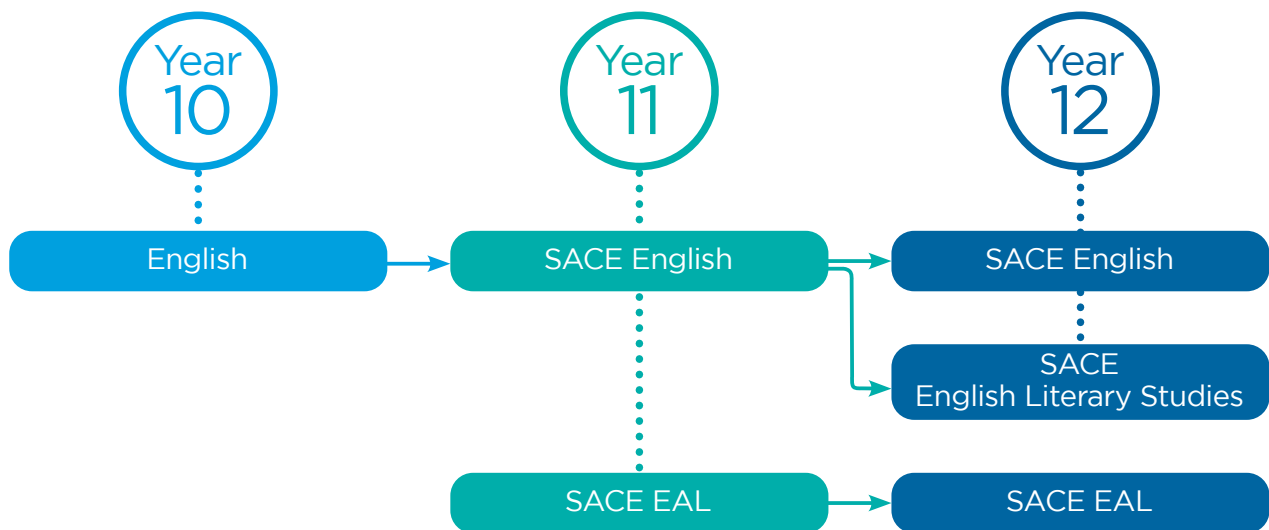 Year
10
Year
11
Year
12
English
SACE English
SACE English
SACE
English Literary Studies
SACE EAL
SACE EAL